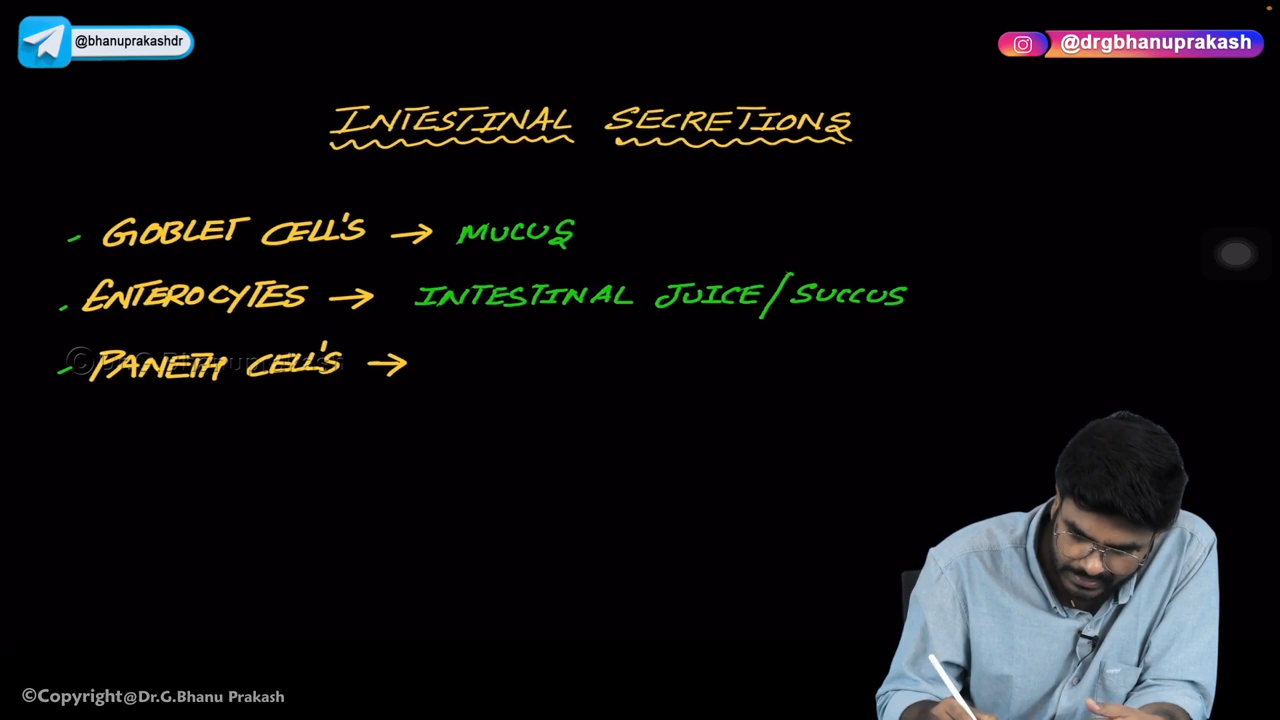 @bhanuprakashdr
@drgbhanuprakash
INTESTINAL SECRETIONS
GOBLET CELL'S → MUCUS
ENTEROCYTES → INTESTINAL JUICE/SUCCUS
PANETH CELL'S →
©Copyright@Dr.G.Bhanu Prakash